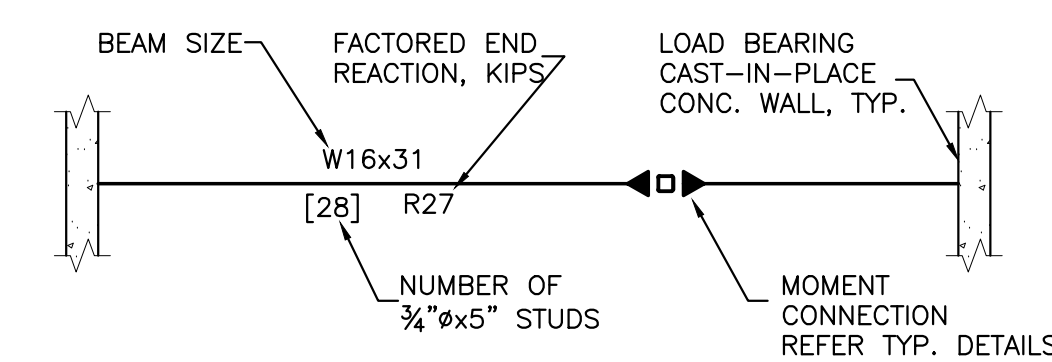 BEAM SIZE
FACTORED END
REACTION, KIPS
LOAD BEARING
CAST-IN-PLACE
CONC. WALL, TYP.
W16x31
[28]
R27
NUMBER OF
¾"øx5" STUDS
MOMENT
CONNECTION
REFER TYP. DETAILS